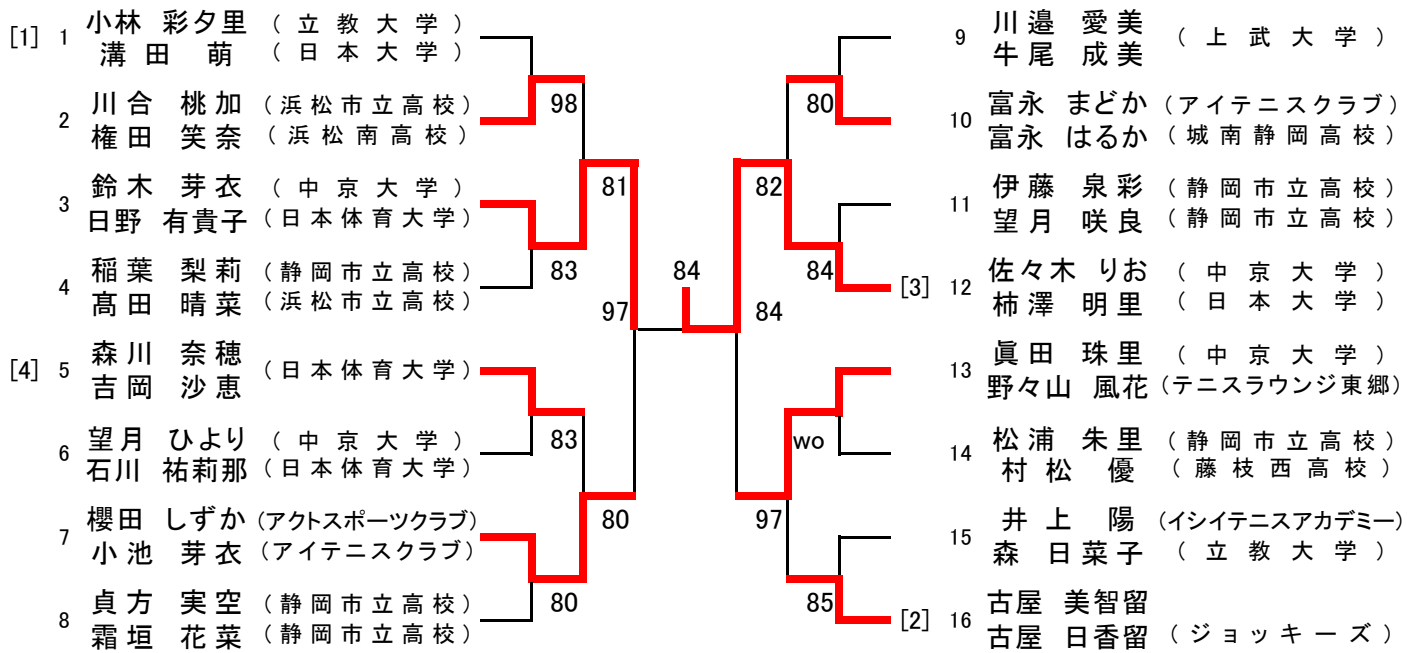 [1] 1 小林 彩夕里 (立教大学)
溝田 萌 (日本大学)
2 川合 桃加 (浜松市立高校)
権田 笑奈 (浜松南高校)
98
3 鈴木 芽衣 (中京大学)
日野 有貴子 (日本体育大学)
81
4 稲葉 梨莉 (静岡市立高校)
髙田 晴菜 (浜松市立高校)
83
97
[4] 5 森川 奈穂 (日本体育大学)
吉岡 沙恵
6 望月 ひより (中京大学)
石川 祐莉那 (日本体育大学)
83
7 櫻田 しずか (アクトスポーツクラブ)
小池 芽衣 (アイテニスクラブ)
80
8 貞方 実空 (静岡市立高校)
霜垣 花菜 (静岡市立高校)
80
84
9 川邉 愛美 (上武大学)
牛尾 成美
80
10 富永 まどか (アイテニスクラブ)
富永 はるか (城南静岡高校)
82
11 伊藤 泉彩 (静岡市立高校)
望月 咲良 (静岡市立高校)
84
[3] 12 佐々木 りお (中京大学)
柿澤 明里 (日本大学)
84
13 眞田 珠里 (中京大学)
野々山 風花 (テニスラウンジ東郷)
wo
14 松浦 朱里 (静岡市立高校)
村松 優 (藤枝西高校)
97
15 井上 陽 (イシイテニスアカデミー)
森 日菜子 (立教大学)
85
[2] 16 古屋 美智留
古屋 日香留 (ジョッキーズ)